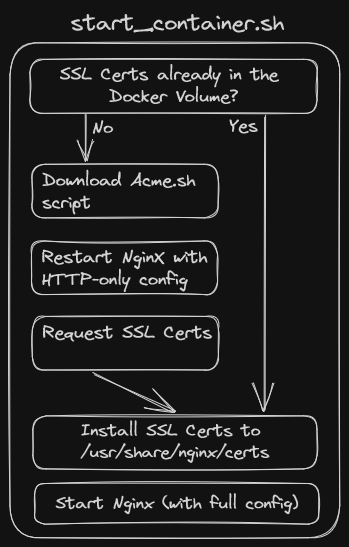 start_container.sh
SSL Certs already in the
Docker Volume?
No
Yes
Download Acme.sh
script
Restart Nginx with
HTTP-only config
Request SSL Certs
Install SSL Certs to
/usr/share/nginx/certs
Start Nginx (with full config)